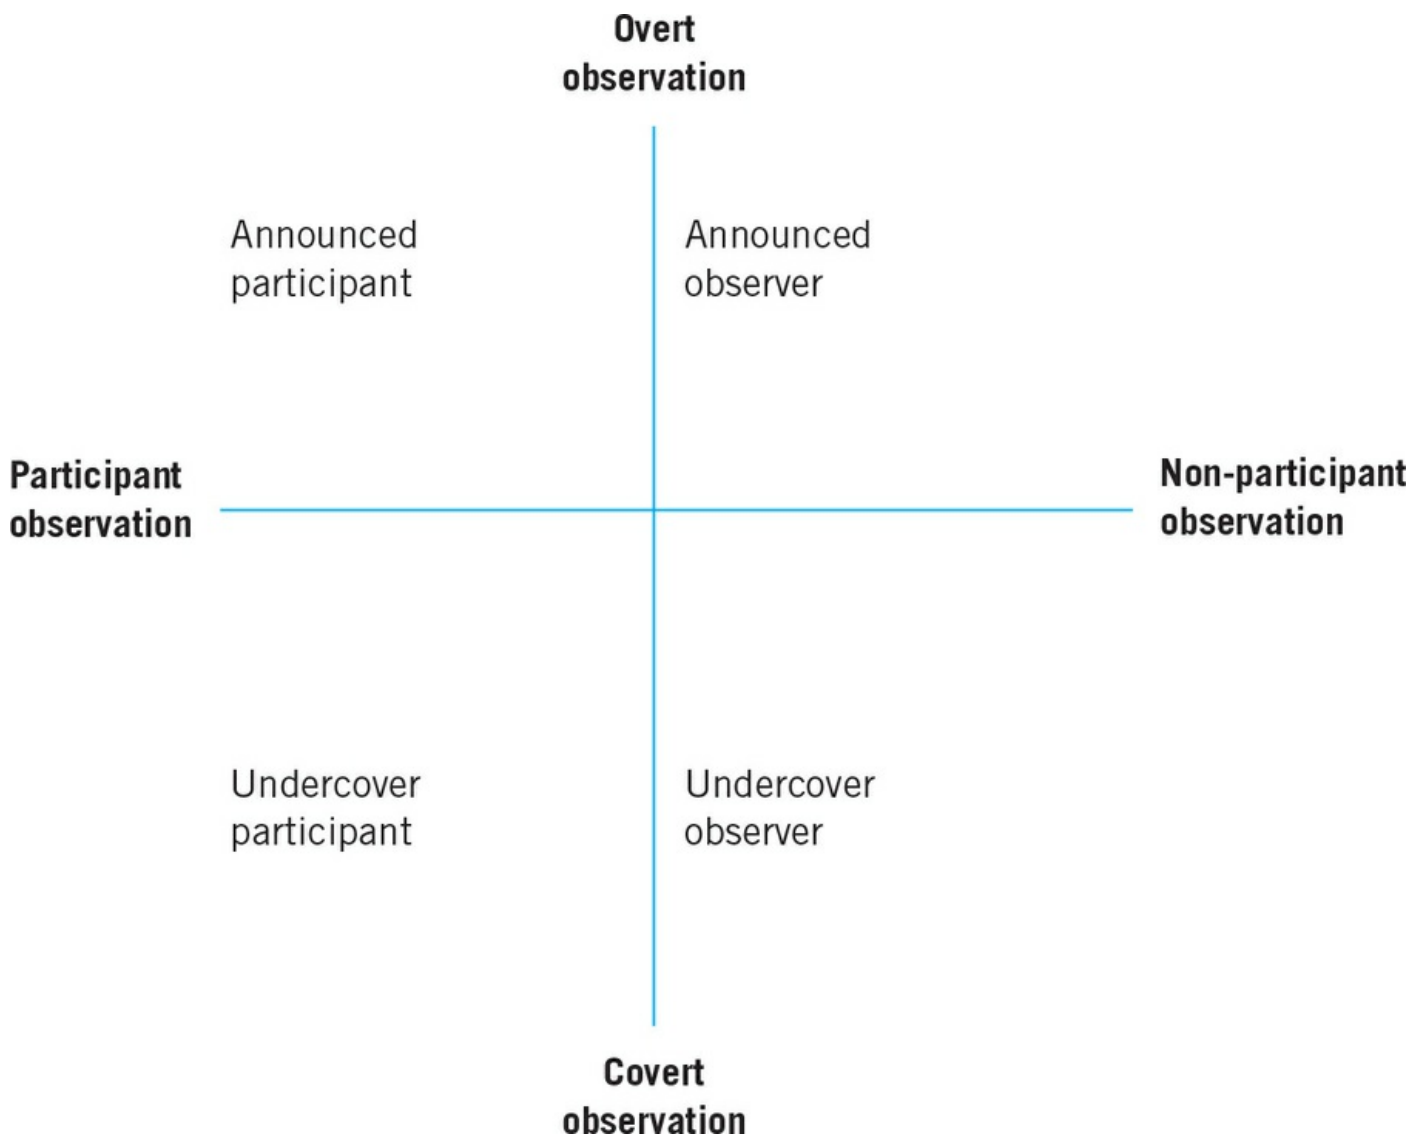 Overt
observation
Announced
participant
Announced
observer
Participant
observation
Non-participant
observation
Undercover
participant
Undercover
observer
Covert
observation